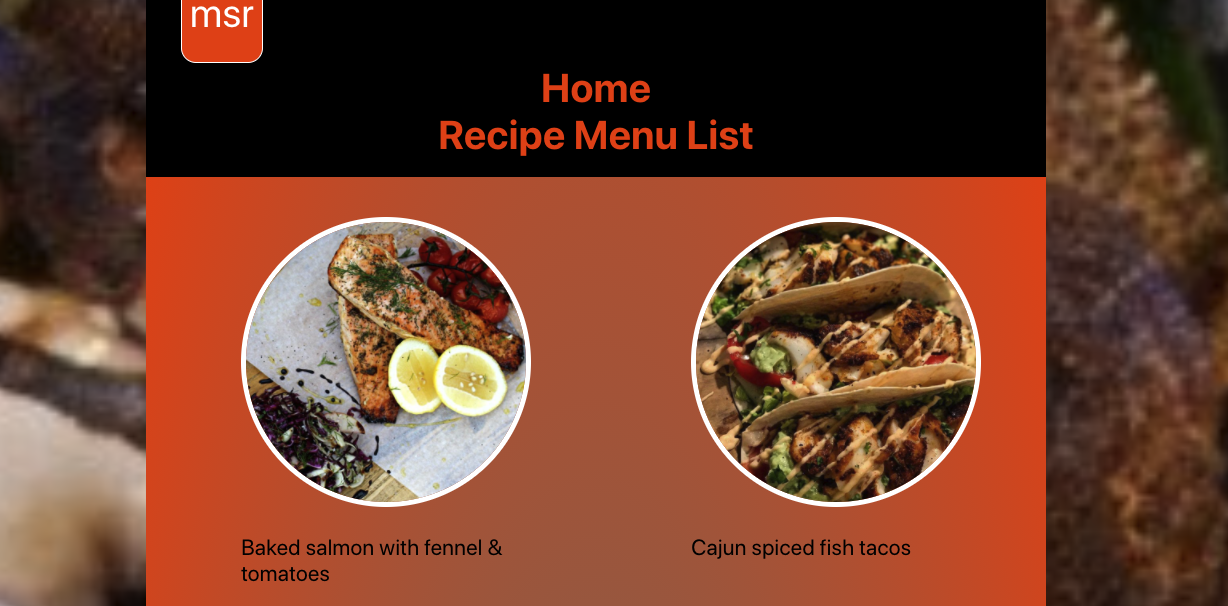 msr
Home
Recipe Menu List
Baked salmon with fennel &
tomatoes
Cajun spiced fish tacos